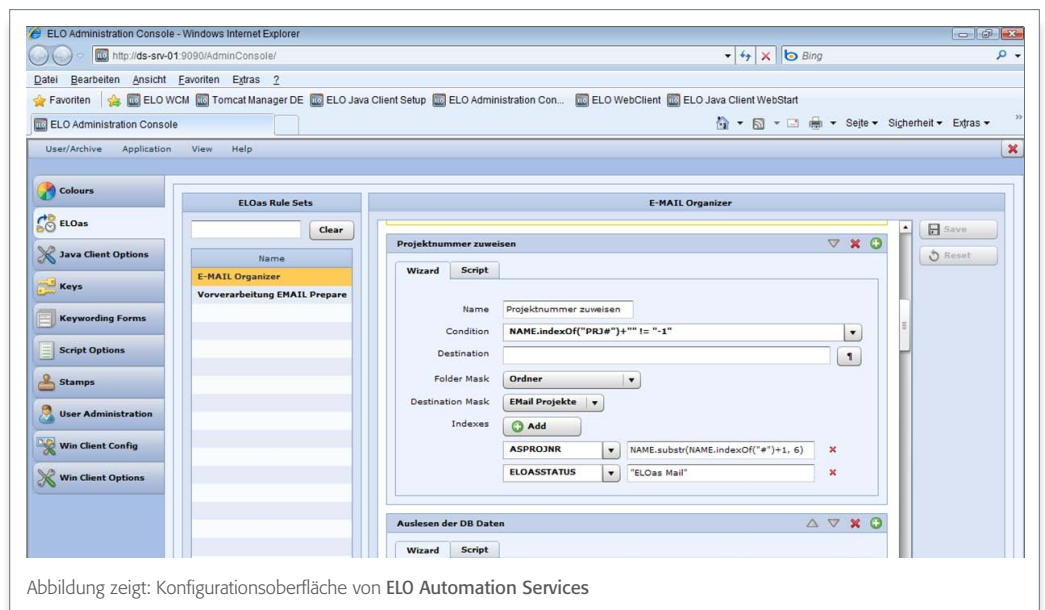 ELO Administration Console - Windows Internet Explorer
http://ds-srv-01:9090/AdminConsole/
Bing
Datei Bearbeiten Ansicht Favoriten Extras ?
Favoriten ELO WCM Tomcat Manager DE ELO Java Client Setup ELO Administration Con... ELO WebClient ELO Java Client WebStart
ELO Administration Console
Seite Sicherheit Extras »
User/Archive Application View Help
Colours
ELOas
Java Client Options
Keys
Keywording Forms
Script Options
Stamps
User Administration
Win Client Config
Win Client Options
ELOas Rule Sets
Clear
Name
E-MAIL Organizer
Vorverarbeitung EMAIL Prepare
E-MAIL Organizer
Projektnummer zuweisen
Wizard Script
Name Projektnummer zuweisen
Condition NAME.indexOf("PRJ#")+"" != "-1"
Destination ¶
Folder Mask Ordner
Destination Mask EMail Projekte
Indexes Add
ASPROJNR NAME.substr(NAME.indexOf("#")+1, 6)
ELOASSTATUS "ELOas Mail"
Auslesen der DB Daten
Wizard Script
Save
Reset
Abbildung zeigt: Konfigurationsoberfläche von ELO Automation Services